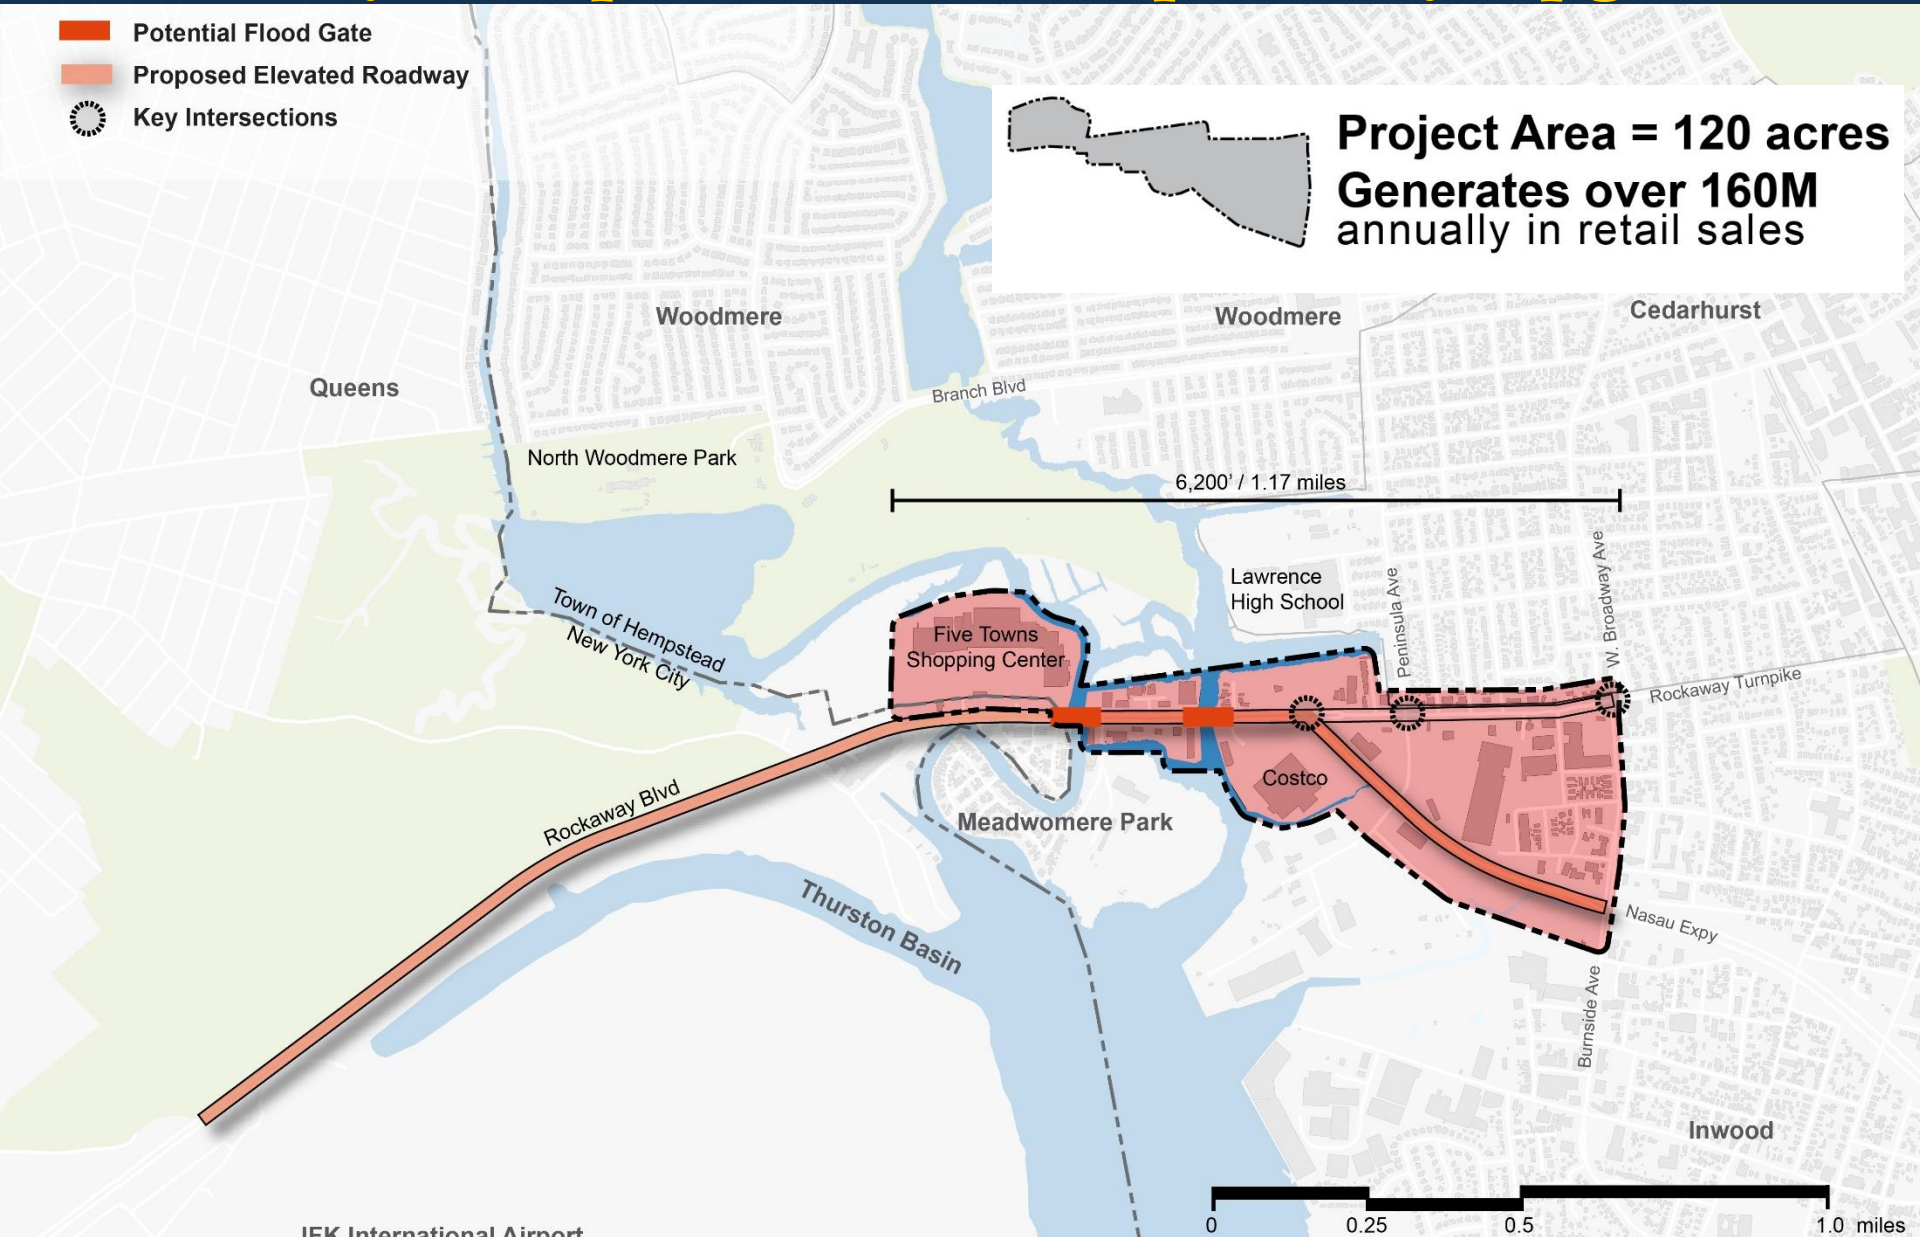 Potential Flood Gate
Proposed Elevated Roadway
Key Intersections
Project Area = 120 acres
Generates over 160M
annually in retail sales
Woodmere
Woodmere
Cedarhurst
Queens
Branch Blvd
North Woodmere Park
6,200' / 1.17 miles
Lawrence
High School
Peninsula Ave
W. Broadway Ave
Town of Hempstead
New York City
Five Towns
Shopping Center
Rockaway Turnpike
Costco
Rockaway Blvd
Meadwomere Park
Thurston Basin
Nasau Expy
Burnside Ave
Inwood
JFK International Airport
0 0.25 0.5 1.0 miles